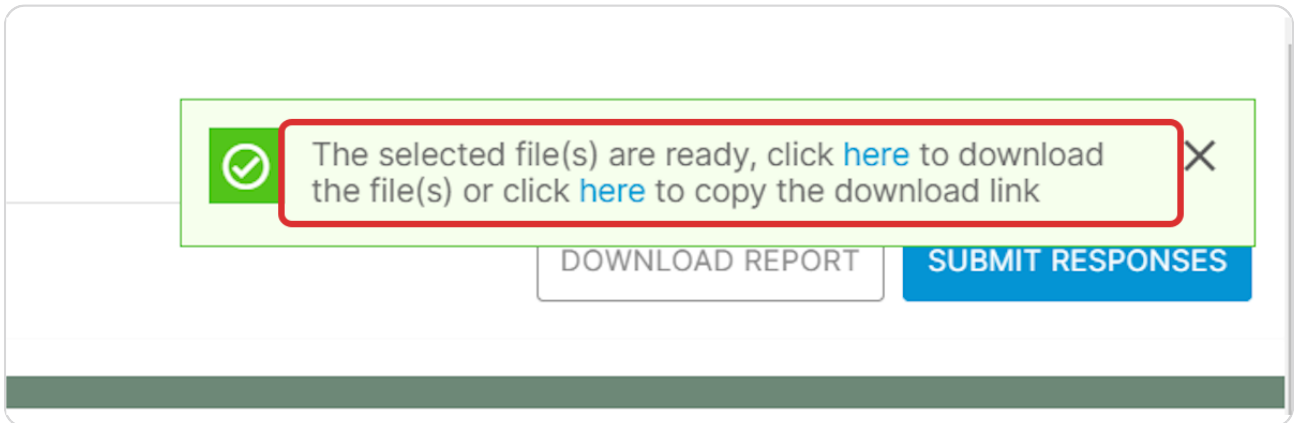 The selected file(s) are ready, click here to download
the file(s) or click here to copy the download link
DOWNLOAD REPORT
SUBMIT RESPONSES